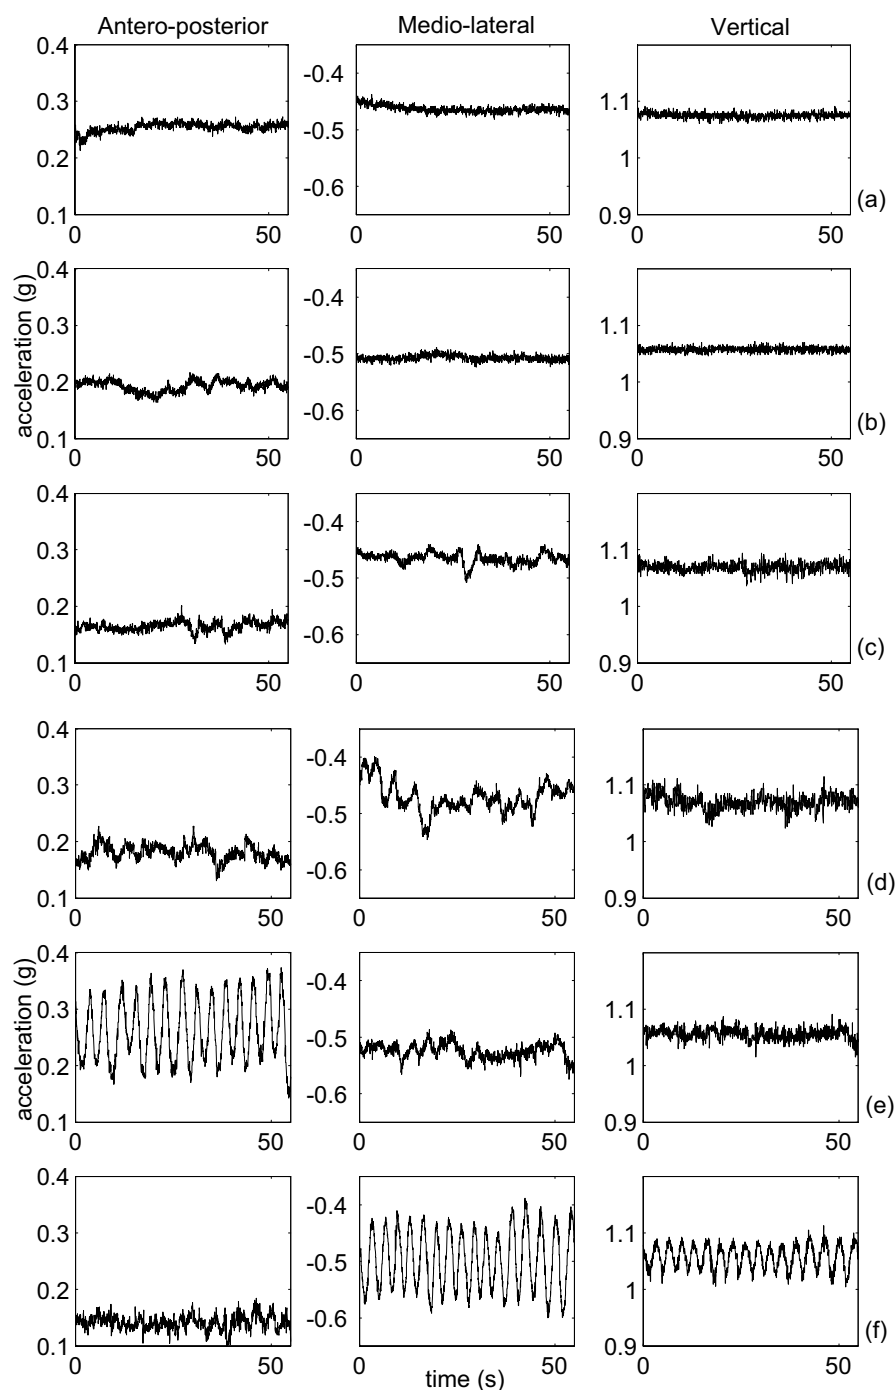 Antero-posterior Medio-lateral Vertical
0.4 -0.4 1.1
0.3 -0.5 1
0.2 -0.6 0.9
0.1
0 50 0 50 0 50 (a)
0.4 -0.4 1.1
0.3 -0.5 1
0.2 -0.6 0.9
0.1
0 50 0 50 0 50 (b)
acceleration (g)
0.4 -0.4 1.1
0.3 -0.5 1
0.2 -0.6 0.9
0.1
0 50 0 50 0 50 (c)
0.4 -0.4 1.1
0.3 -0.5 1
0.2 -0.6 0.9
0.1
0 50 0 50 0 50 (d)
0.4 -0.4 1.1
0.3 -0.5 1
0.2 -0.6 0.9
0.1
0 50 0 50 0 50 (e)
acceleration (g)
0.4 -0.4 1.1
0.3 -0.5 1
0.2 -0.6 0.9
0.1
0 50 0 50 0 50 (f)
time (s)